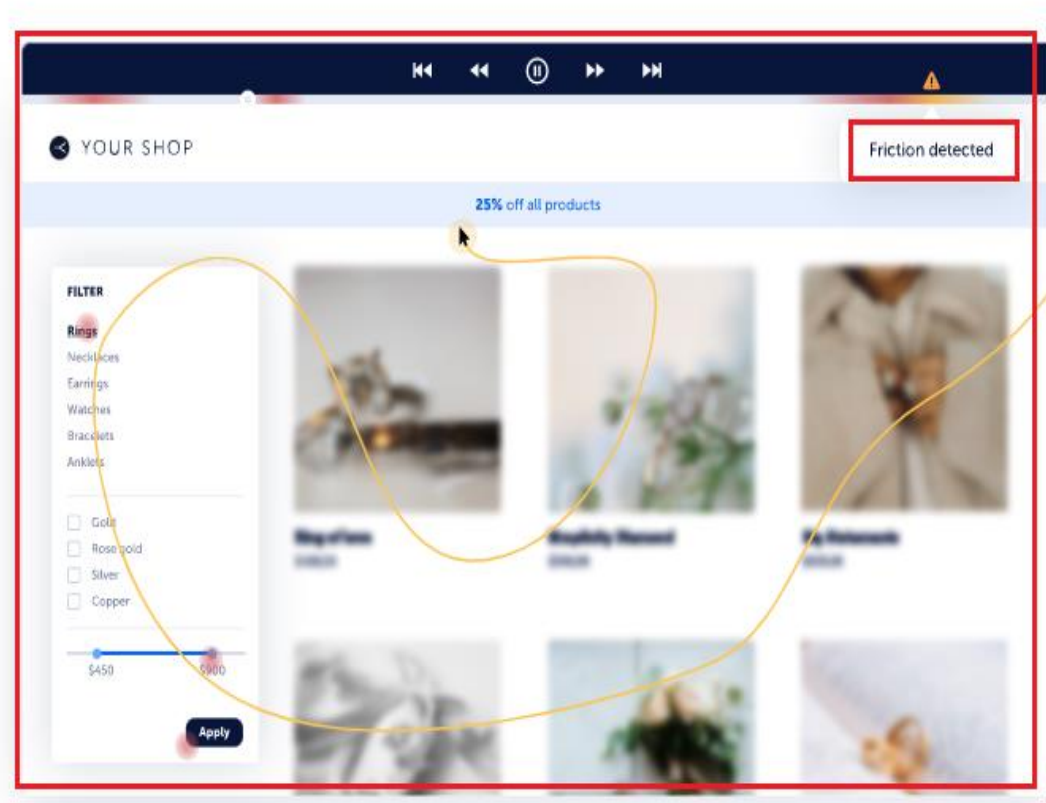 YOUR SHOP
Friction detected
25% off all products
FILTER
Rings
Necklaces
Earrings
Watches
Bracelets
Anklets
Gold
Rose gold
Silver
Copper
$450 $900
Apply